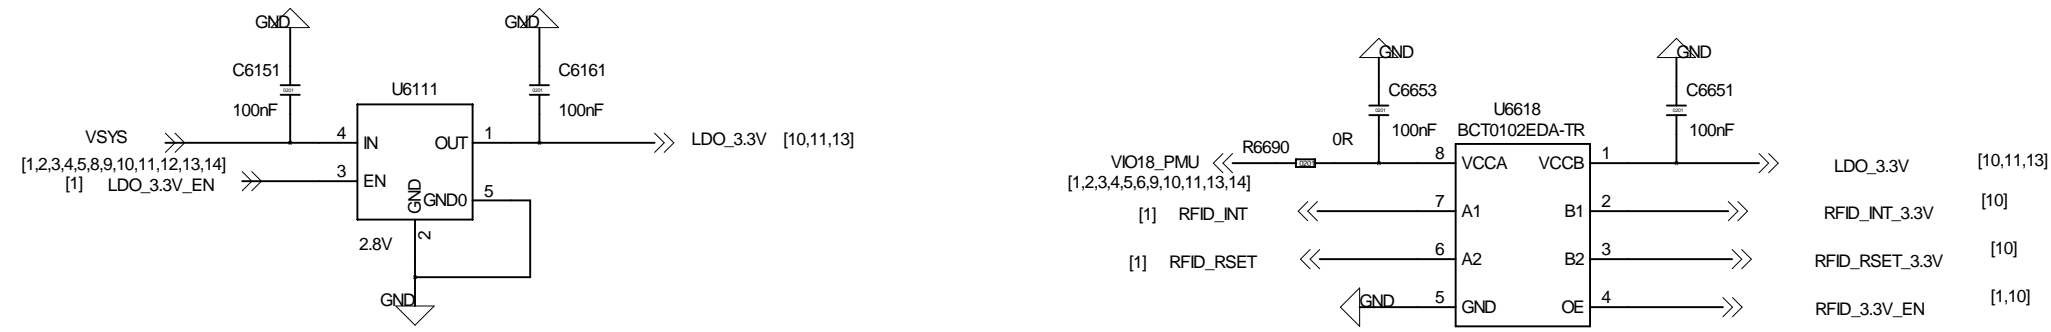 GND
GND
C6151
0201
100nF
C6161
0201
100nF
U6111
VSYS
4
IN
OUT
1
LDO_3.3V [10,11,13]
[1,2,3,4,5,8,9,10,11,12,13,14]
[1] LDO_3.3V_EN
3
EN
GND
GND0
5
2.8V
2
GND
GND
GND
C6653
0201
100nF
C6651
0201
100nF
U6618
BCT0102EDA-TR
R6690
0R
0201
VIO18_PMU
8
VCCA
VCCB
1
LDO_3.3V
[10,11,13]
[1,2,3,4,5,6,9,10,11,13,14]
[1] RFID_INT
7
A1
B1
2
RFID_INT_3.3V
[10]
[1] RFID_RSET
6
A2
B2
3
RFID_RSET_3.3V
[10]
GND
5
GND
OE
4
RFID_3.3V_EN
[1,10]